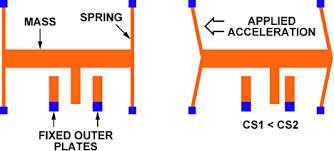 MASS
SPRING
FIXED OUTER
PLATES
APPLIED
ACCELERATION
CS1 < CS2